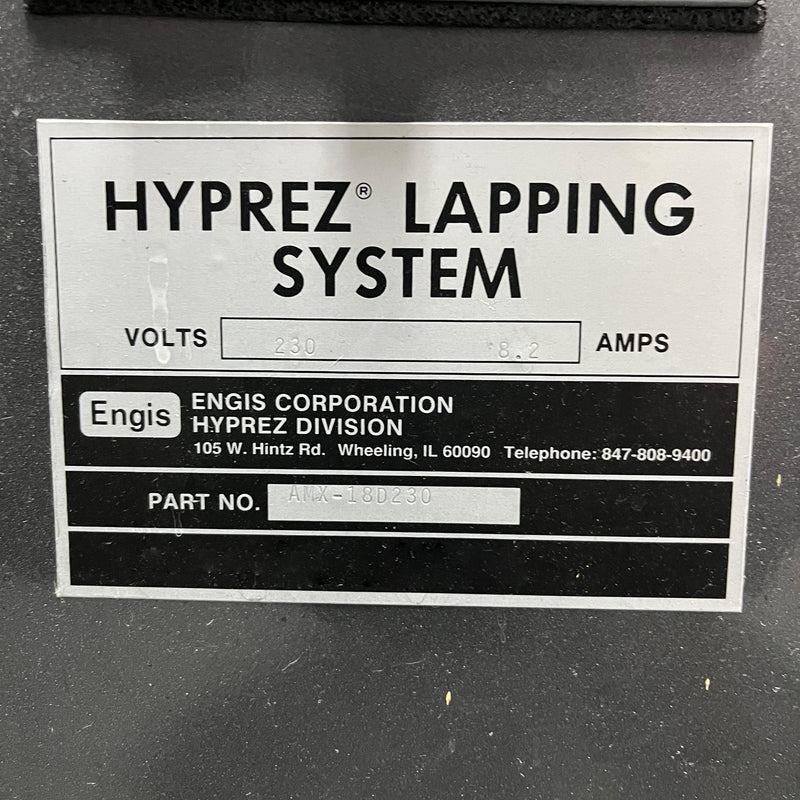 HYPREZ® LAPPING
SYSTEM
VOLTS 230 8.2 AMPS
Engis
ENGIS CORPORATION
HYPREZ DIVISION
105 W. Hintz Rd. Wheeling, IL 60090 Telephone: 847-808-9400
PART NO. AMX-18D230